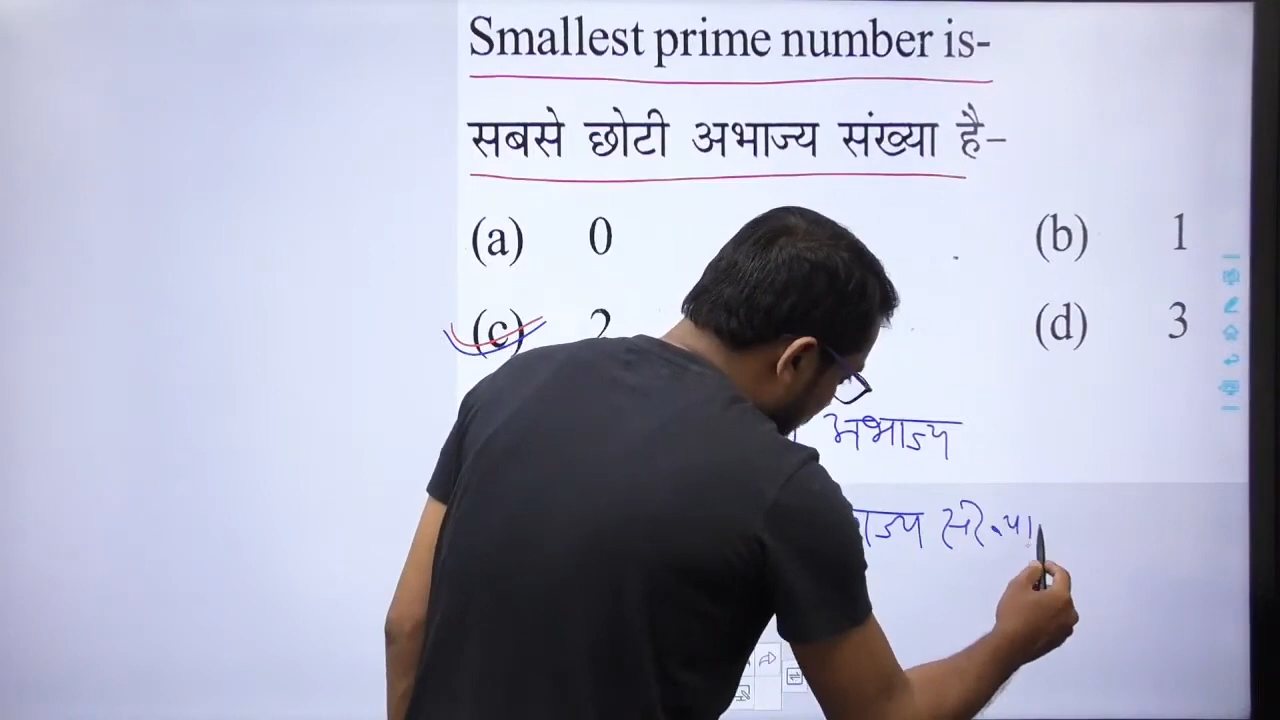 Smallest prime number is-
सबसे छोटी अभाज्य संख्या है-
(a) 0
(b) 1
(c) 2
(d) 3
अभाज्य
ाज्य संख्या